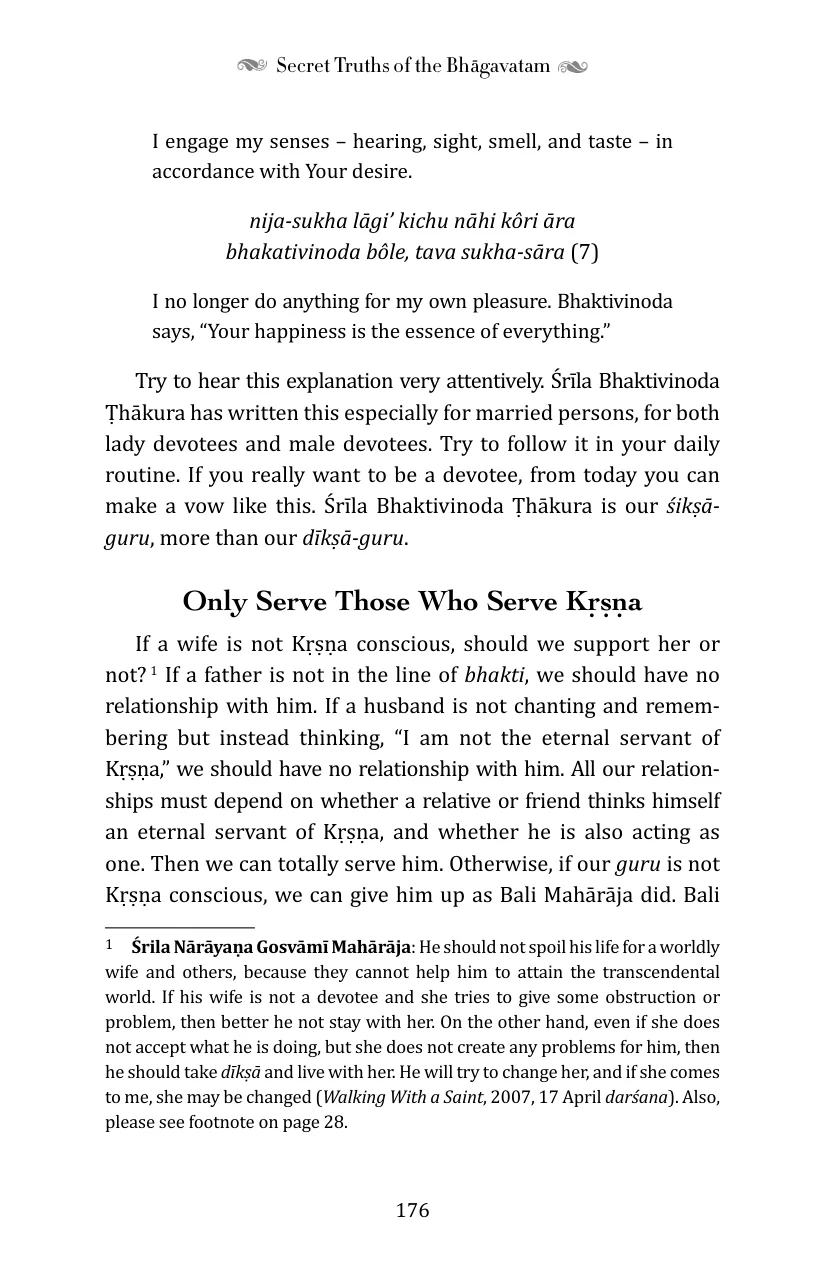 Secret Truths of the Bhāgavatam
I engage my senses – hearing, sight, smell, and taste – in
accordance with Your desire.
nija-sukha lāgi’ kichu nāhi kôri āra
bhakativinoda bôle, tava sukha-sāra (7)
I no longer do anything for my own pleasure. Bhaktivinoda
says, “Your happiness is the essence of everything.”
Try to hear this explanation very attentively. Śrīla Bhaktivinoda
Ṭhākura has written this especially for married persons, for both
lady devotees and male devotees. Try to follow it in your daily
routine. If you really want to be a devotee, from today you can
make a vow like this. Śrīla Bhaktivinoda Ṭhākura is our śikṣā-
guru, more than our dīkṣā-guru.
Only Serve Those Who Serve Kṛṣṇa
If a wife is not Kṛṣṇa conscious, should we support her or
not? 1 If a father is not in the line of bhakti, we should have no
relationship with him. If a husband is not chanting and remem-
bering but instead thinking, “I am not the eternal servant of
Kṛṣṇa,” we should have no relationship with him. All our relation-
ships must depend on whether a relative or friend thinks himself
an eternal servant of Kṛṣṇa, and whether he is also acting as
one. Then we can totally serve him. Otherwise, if our guru is not
Kṛṣṇa conscious, we can give him up as Bali Mahārāja did. Bali
1 Śrila Nārāyaṇa Gosvāmī Mahārāja: He should not spoil his life for a worldly
wife and others, because they cannot help him to attain the transcendental
world. If his wife is not a devotee and she tries to give some obstruction or
problem, then better he not stay with her. On the other hand, even if she does
not accept what he is doing, but she does not create any problems for him, then
he should take dīkṣā and live with her. He will try to change her, and if she comes
to me, she may be changed (Walking With a Saint, 2007, 17 April darśana). Also,
please see footnote on page 28.
176